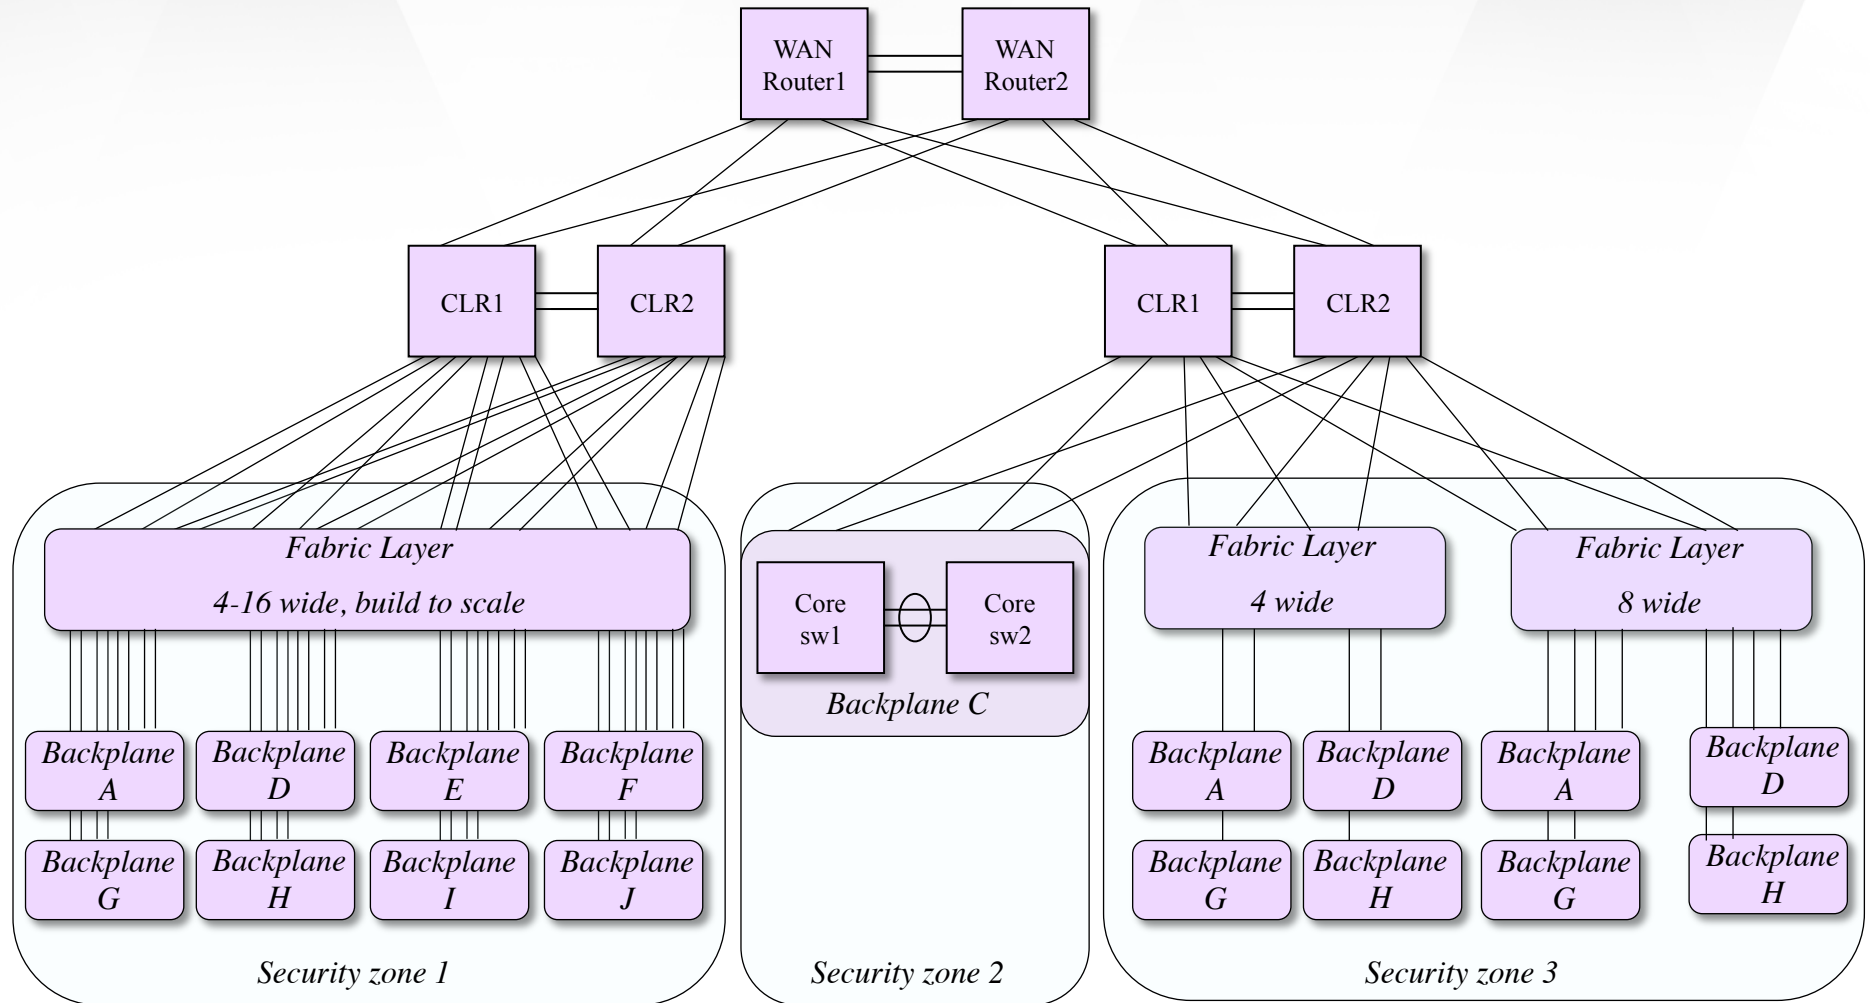 WAN
Router1
WAN
Router2
CLR1
CLR2
CLR1
CLR2
Fabric Layer
4-16 wide, build to scale
Backplane
A
Backplane
D
Backplane
E
Backplane
F
Backplane
G
Backplane
H
Backplane
I
Backplane
J
Security zone 1
Core
sw1
Core
sw2
Backplane C
Security zone 2
Fabric Layer
4 wide
Fabric Layer
8 wide
Backplane
A
Backplane
D
Backplane
A
Backplane
D
Backplane
G
Backplane
H
Backplane
G
Backplane
H
Security zone 3